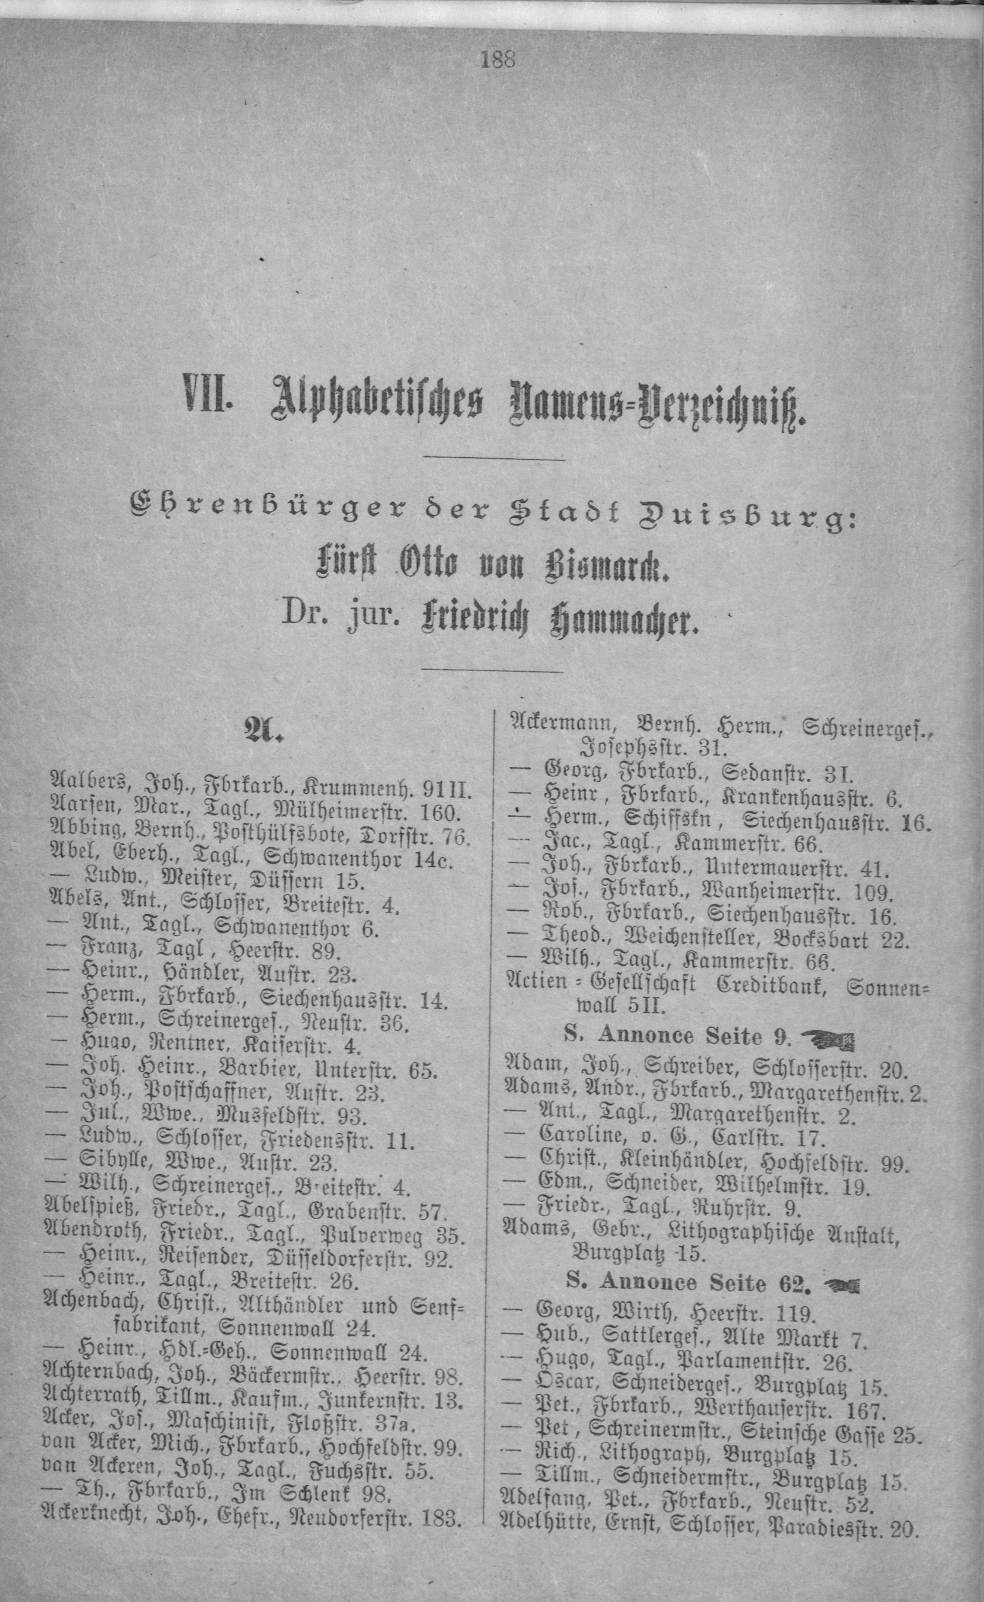 188
VII. Alphabetisches Namens-Verzeichniß.
Ehrenbürger der Stadt Duisburg:
Fürst Otto von Bismarck.
Dr. jur. Friedrich Hammacher.
A.
Aalbers, Joh., Fbrkarb., Krummenh. 91II.
Aarsen, Mar., Tagl., Mülheimerstr. 160.
Abbing, Bernh., Posthülfsbote, Dorfstr. 76.
Abel, Eberh., Tagl., Schwanenthor 14c.
— Ludw., Meister, Düssern 15.
Abels, Ant., Schlosser, Breitestr. 4.
— Ant., Tagl., Schwanenthor 6.
— Franz, Tagl, Heerstr. 89.
— Heinr., Händler, Austr. 23.
— Herm., Fbrkarb., Siechenhausstr. 14.
— Herm., Schreinerges., Neustr. 36.
— Hugo, Rentner, Kaiserstr. 4.
— Joh. Heinr., Barbier, Unterstr. 65.
— Joh., Postschaffner, Austr. 23.
— Jul., Wwe., Musfeldstr. 93.
— Ludw., Schlosser, Friedensstr. 11.
— Sibylle, Wwe., Austr. 23.
— Wilh., Schreinerges., Breitestr. 4.
Abelspieß, Friedr., Tagl., Grabenstr. 57.
Abendroth, Friedr., Tagl., Pulverweg 35.
— Heinr., Reisender, Düsseldorferstr. 92.
— Heinr., Tagl., Breitestr. 26.
Achenbach, Christ., Althändler und Senf-
fabrikant, Sonnenwall 24.
— Heinr., Hdl.-Geh., Sonnenwall 24.
Achternbach, Joh., Bäckermstr., Heerstr. 98.
Achterrath, Tillm., Kaufm., Junkernstr. 13.
Acker, Jos., Maschinist, Floßstr. 37a.
van Acker, Mich., Fbrkarb., Hochfeldstr. 99.
van Ackeren, Joh., Tagl., Fuchsstr. 55.
— Th., Fbrkarb., Im Schlenk 98.
Ackerknecht, Joh., Chefr., Neudorferstr. 183.
Ackermann, Bernh. Herm., Schreinerges.,
Josephsstr. 31.
— Georg, Fbrkarb., Sedanstr. 31.
— Heinr, Fbrkarb., Krankenhausstr. 6.
— Herm., Schiffskn, Siechenhausstr. 16.
— Jac., Tagl, Kammerstr. 66.
— Joh., Fbrkarb., Untermauerstr. 41.
— Jos., Fbrkarb., Wanheimerstr. 109.
— Rob., Fbrkarb., Siechenhausstr. 16.
— Theod., Weichensteller, Bocksbart 22.
— Wilh., Tagl., Kammerstr. 66.
Actien-Gesellschaft Creditbank, Sonnen-
wall 5II.
S. Annonce Seite 9.
Adam, Joh., Schreiber, Schlosserstr. 20.
Adams, Andr., Fbrkarb., Margarethenstr. 2.
— Ant., Tagl., Margarethenstr. 2.
— Caroline, o. G., Carlstr. 17.
— Christ., Kleinhändler, Hochfeldstr. 99.
— Edm., Schneider, Wilhelmstr. 19.
— Friedr., Tagl., Ruhrstr. 9.
Adams, Gebr., Lithographische Anstalt,
Burgplatz 15.
S. Annonce Seite 62.
— Georg, Wirth, Heerstr. 119.
— Hub., Sattlerges., Alte Markt 7.
— Hugo, Tagl., Parlamentstr. 26.
— Oscar, Schneiderges., Burgplatz 15.
— Pet., Fbrkarb., Werthauserstr. 167.
— Pet, Schreinermstr., Steinsche Gasse 25.
— Rich., Lithograph, Burgplatz 15.
— Tillm., Schneidermstr., Burgplatz 15.
Adelfang, Pet., Fbrkarb., Neustr. 52.
Adelhütte, Ernst, Schlosser, Paradiesstr. 20.